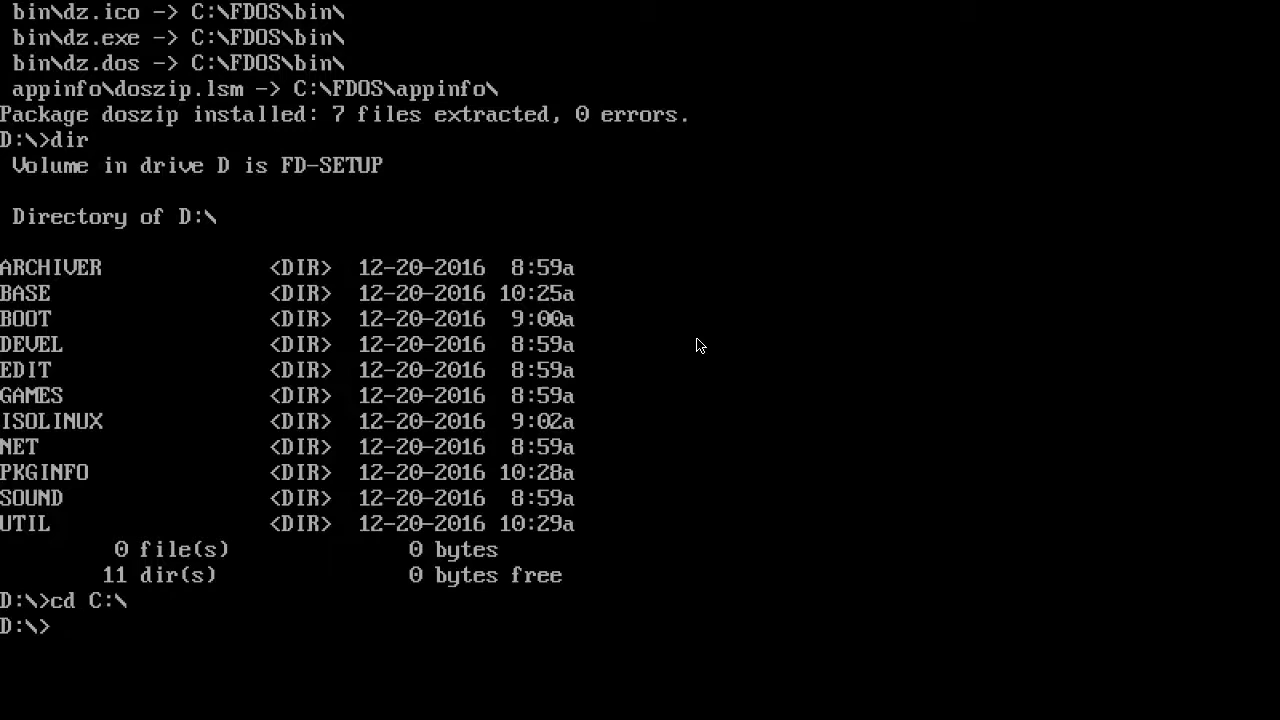 bin\dz.ico -> C:\FDOS\bin\
bin\dz.exe -> C:\FDOS\bin\
bin\dz.dos -> C:\FDOS\bin\
appinfo\doszip.lsm -> C:\FDOS\appinfo\
Package doszip installed: 7 files extracted, 0 errors.
D:\>dir
Volume in drive D is FD-SETUP
Directory of D:\
ARCHIVER <DIR> 12-20-2016 8:59a
BASE <DIR> 12-20-2016 10:25a
BOOT <DIR> 12-20-2016 9:00a
DEVEL <DIR> 12-20-2016 8:59a
EDIT <DIR> 12-20-2016 8:59a
GAMES <DIR> 12-20-2016 8:59a
ISOLINUX <DIR> 12-20-2016 9:02a
NET <DIR> 12-20-2016 8:59a
PKGINFO <DIR> 12-20-2016 10:28a
SOUND <DIR> 12-20-2016 8:59a
UTIL <DIR> 12-20-2016 10:29a
0 file(s) 0 bytes
11 dir(s) 0 bytes free
D:\>cd C:\
D:\>